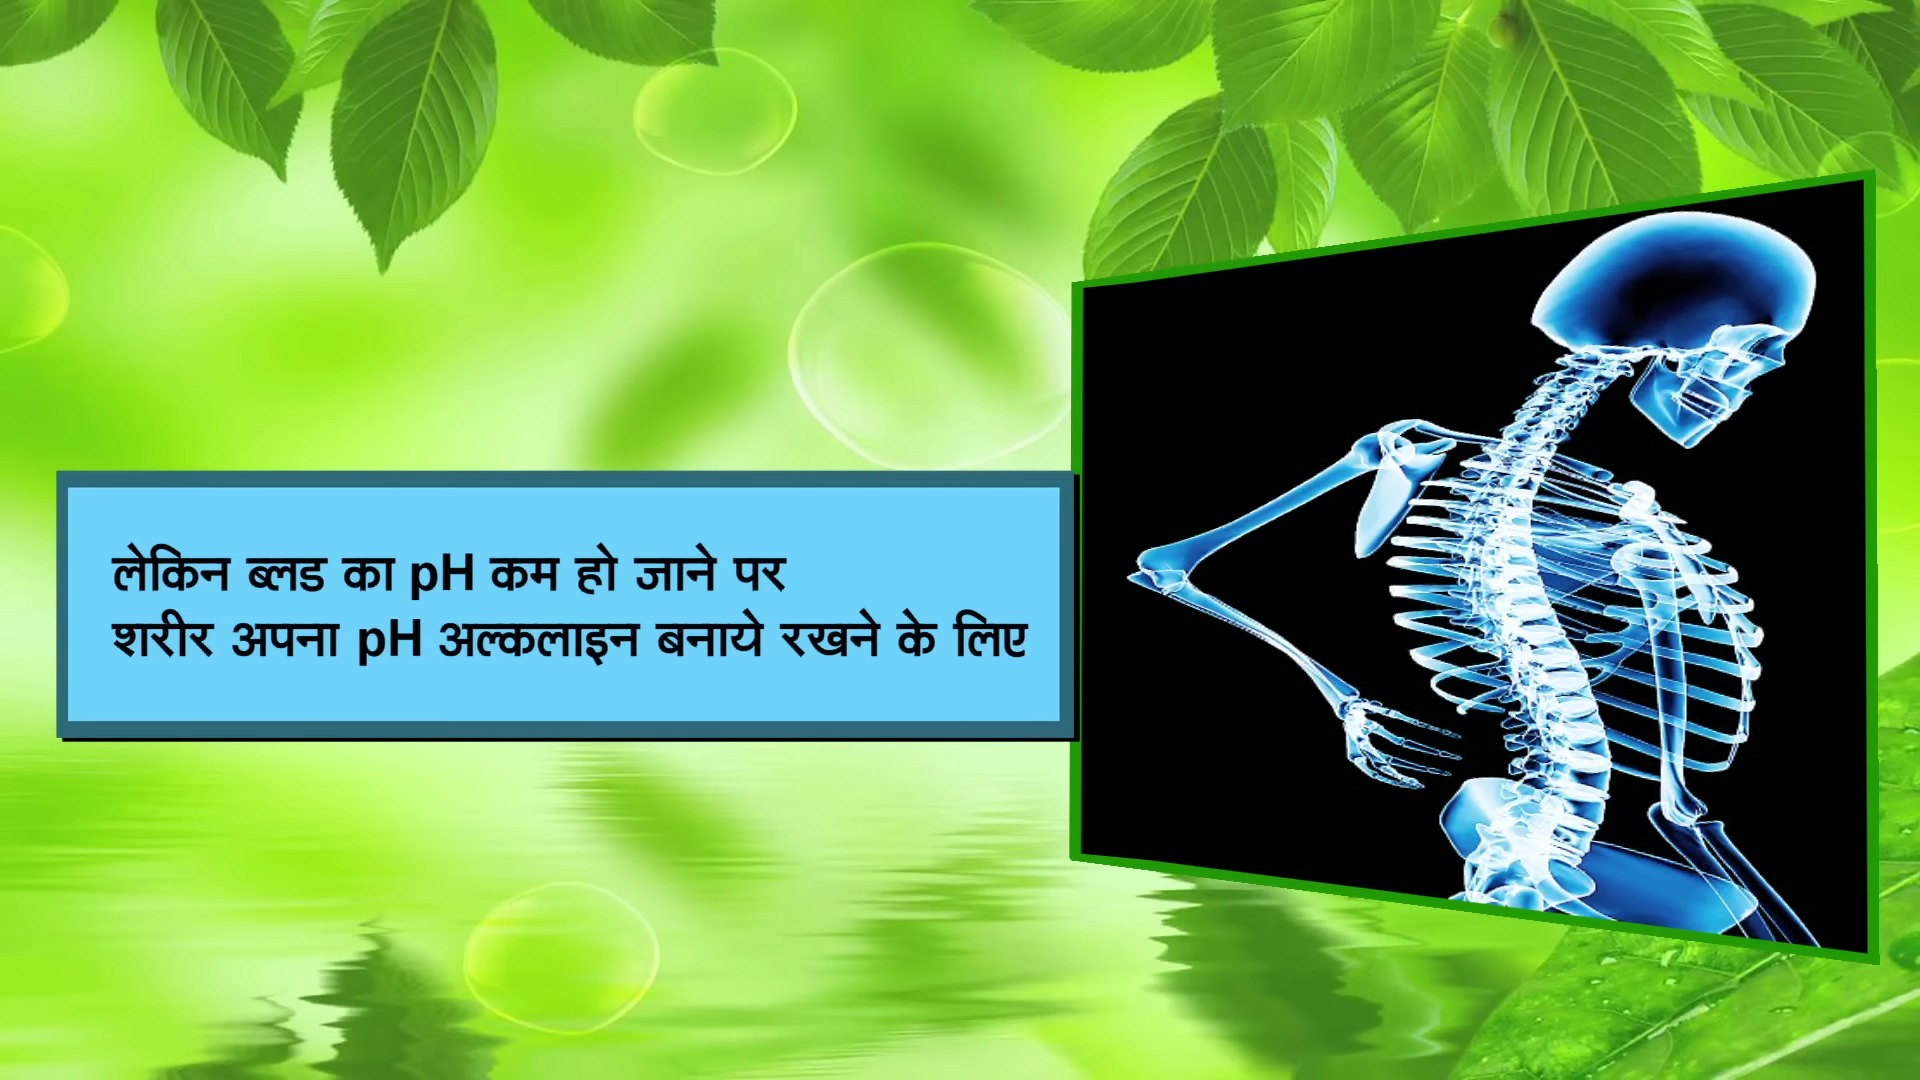 लेकिन ब्लड का pH कम हो जाने पर
शरीर अपना pH अल्कलाइन बनाये रखने के लिए